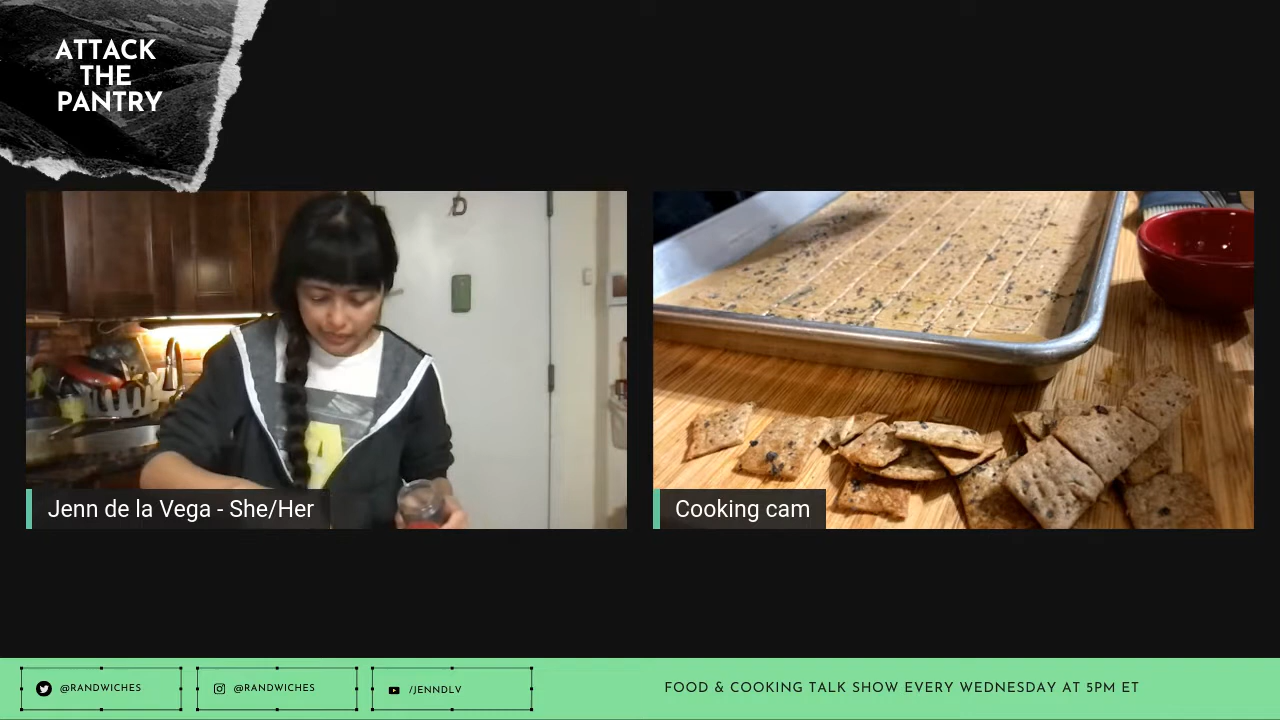 ATTACK
THE
PANTRY
Jenn de la Vega - She/Her
Cooking cam
@RANDWICHES
@RANDWICHES
/JENNDLV
FOOD & COOKING TALK SHOW EVERY WEDNESDAY AT 5PM ET